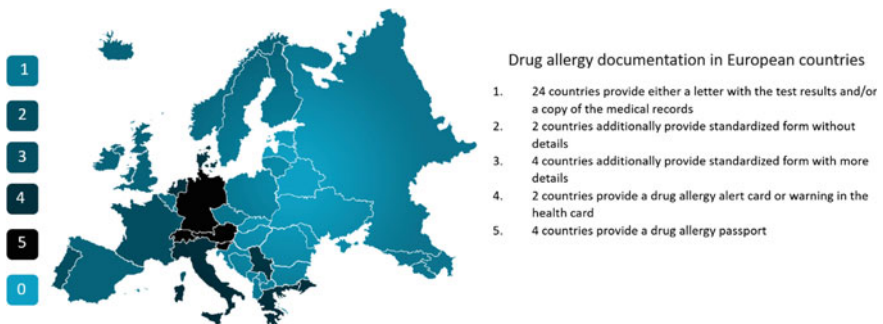 1
2
3
4
5
0
Drug allergy documentation in European countries
1. 24 countries provide either a letter with the test results and/or
a copy of the medical records
2. 2 countries additionally provide standardized form without
details
3. 4 countries additionally provide standardized form with more
details
4. 2 countries provide a drug allergy alert card or warning in the
health card
5. 4 countries provide a drug allergy passport